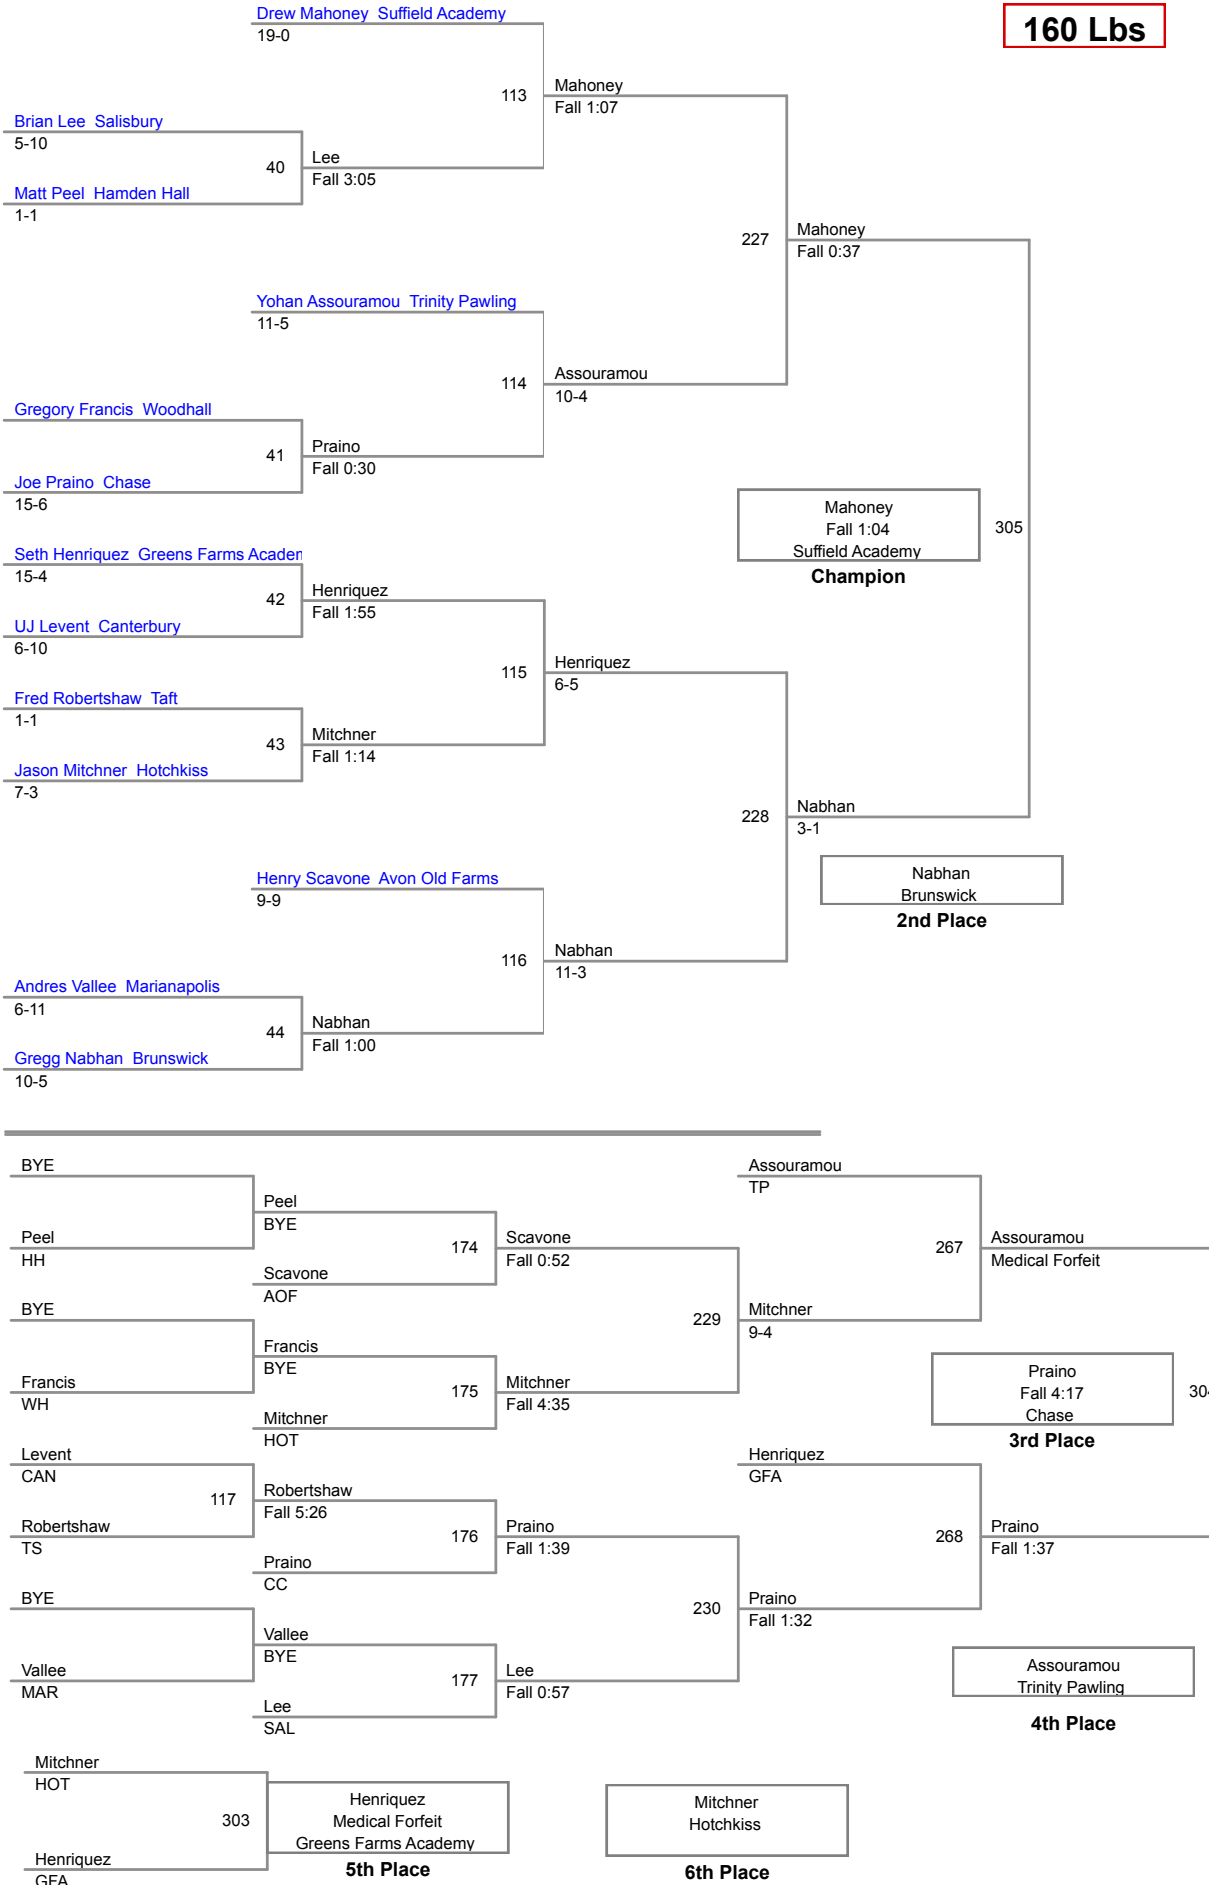 Drew Mahoney  Suffield Academy
19-0
160 Lbs
113
Mahoney
Fall 1:07
Brian Lee  Salisbury
5-10
40
Lee
Fall 3:05
Matt Peel  Hamden Hall
1-1
227
Mahoney
Fall 0:37
Yohan Assouramou  Trinity Pawling
11-5
114
Assouramou
10-4
Gregory Francis  Woodhall
41
Praino
Fall 0:30
Joe Praino  Chase
15-6
Mahoney
Fall 1:04
Suffield Academy
Champion
305
Seth Henriquez  Greens Farms Academ
15-4
42
Henriquez
Fall 1:55
UJ Levent  Canterbury
6-10
115
Henriquez
6-5
Fred Robertshaw  Taft
1-1
43
Mitchner
Fall 1:14
Jason Mitchner  Hotchkiss
7-3
228
Nabhan
3-1
Nabhan
Brunswick
2nd Place
Henry Scavone  Avon Old Farms
9-9
116
Nabhan
11-3
Andres Vallee  Marianapolis
6-11
44
Nabhan
Fall 1:00
Gregg Nabhan  Brunswick
10-5
BYE
Peel
BYE
Peel
HH
174
Scavone
Fall 0:52
Scavone
AOF
BYE
Francis
BYE
Francis
WH
175
Mitchner
Fall 4:35
Mitchner
HOT
229
Mitchner
9-4
Assouramou
TP
267
Assouramou
Medical Forfeit
Praino
Fall 4:17
Chase
3rd Place
304
Levent
CAN
117
Robertshaw
Fall 5:26
Robertshaw
TS
176
Praino
Fall 1:39
Praino
CC
BYE
Vallee
BYE
Vallee
MAR
177
Lee
Fall 0:57
Lee
SAL
230
Praino
Fall 1:32
Henriquez
GFA
268
Praino
Fall 1:37
Assouramou
Trinity Pawling
4th Place
Mitchner
HOT
303
Henriquez
GFA
Henriquez
Medical Forfeit
Greens Farms Academy
5th Place
Mitchner
Hotchkiss
6th Place